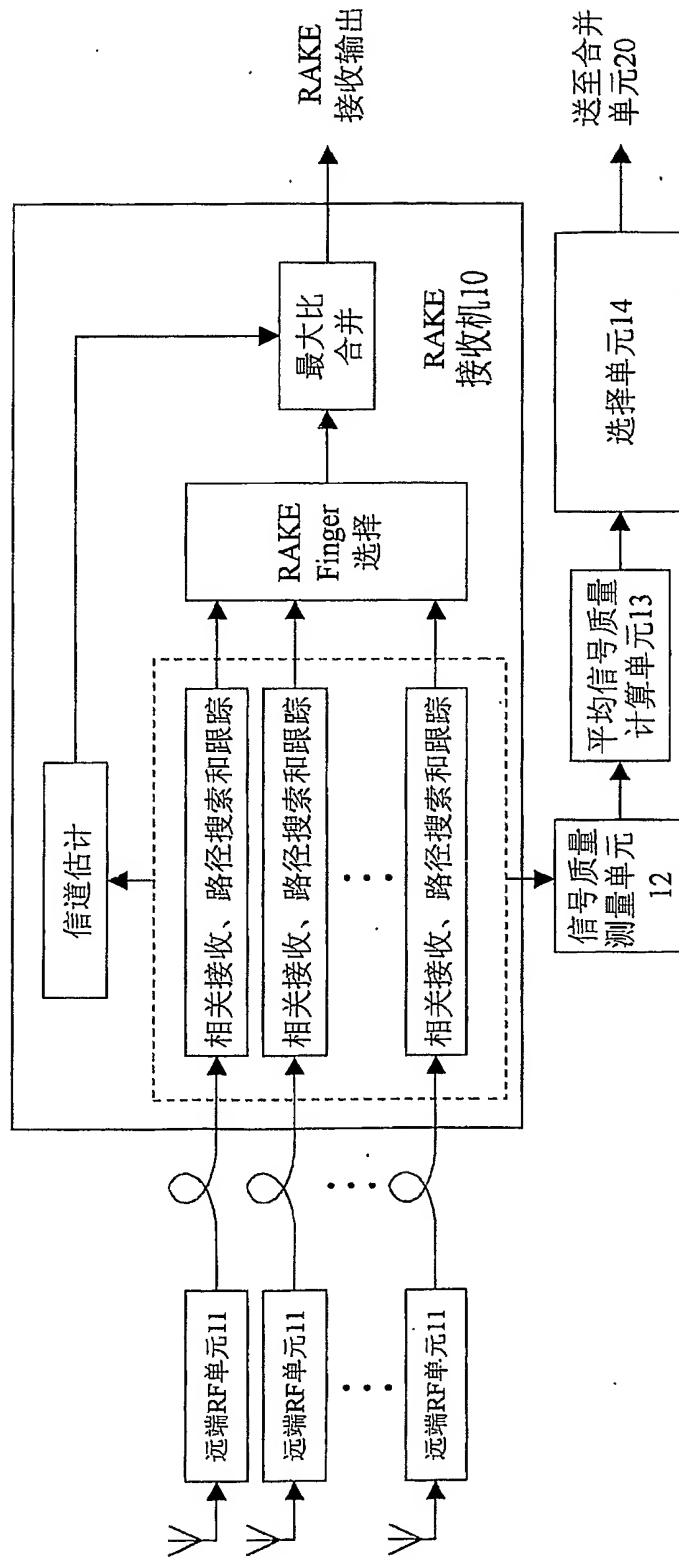 远端RF单元11
远端RF单元11
远端RF单元11
信道估计
相关接收、路径搜索和跟踪
相关接收、路径搜索和跟踪
相关接收、路径搜索和跟踪
RAKE
Finger
选择
最大比
合并
RAKE
接收机10
RAKE
接收输出
信号质量
测量单元
12
平均信号质量
计算单元13
选择单元14
送至合并
单元20